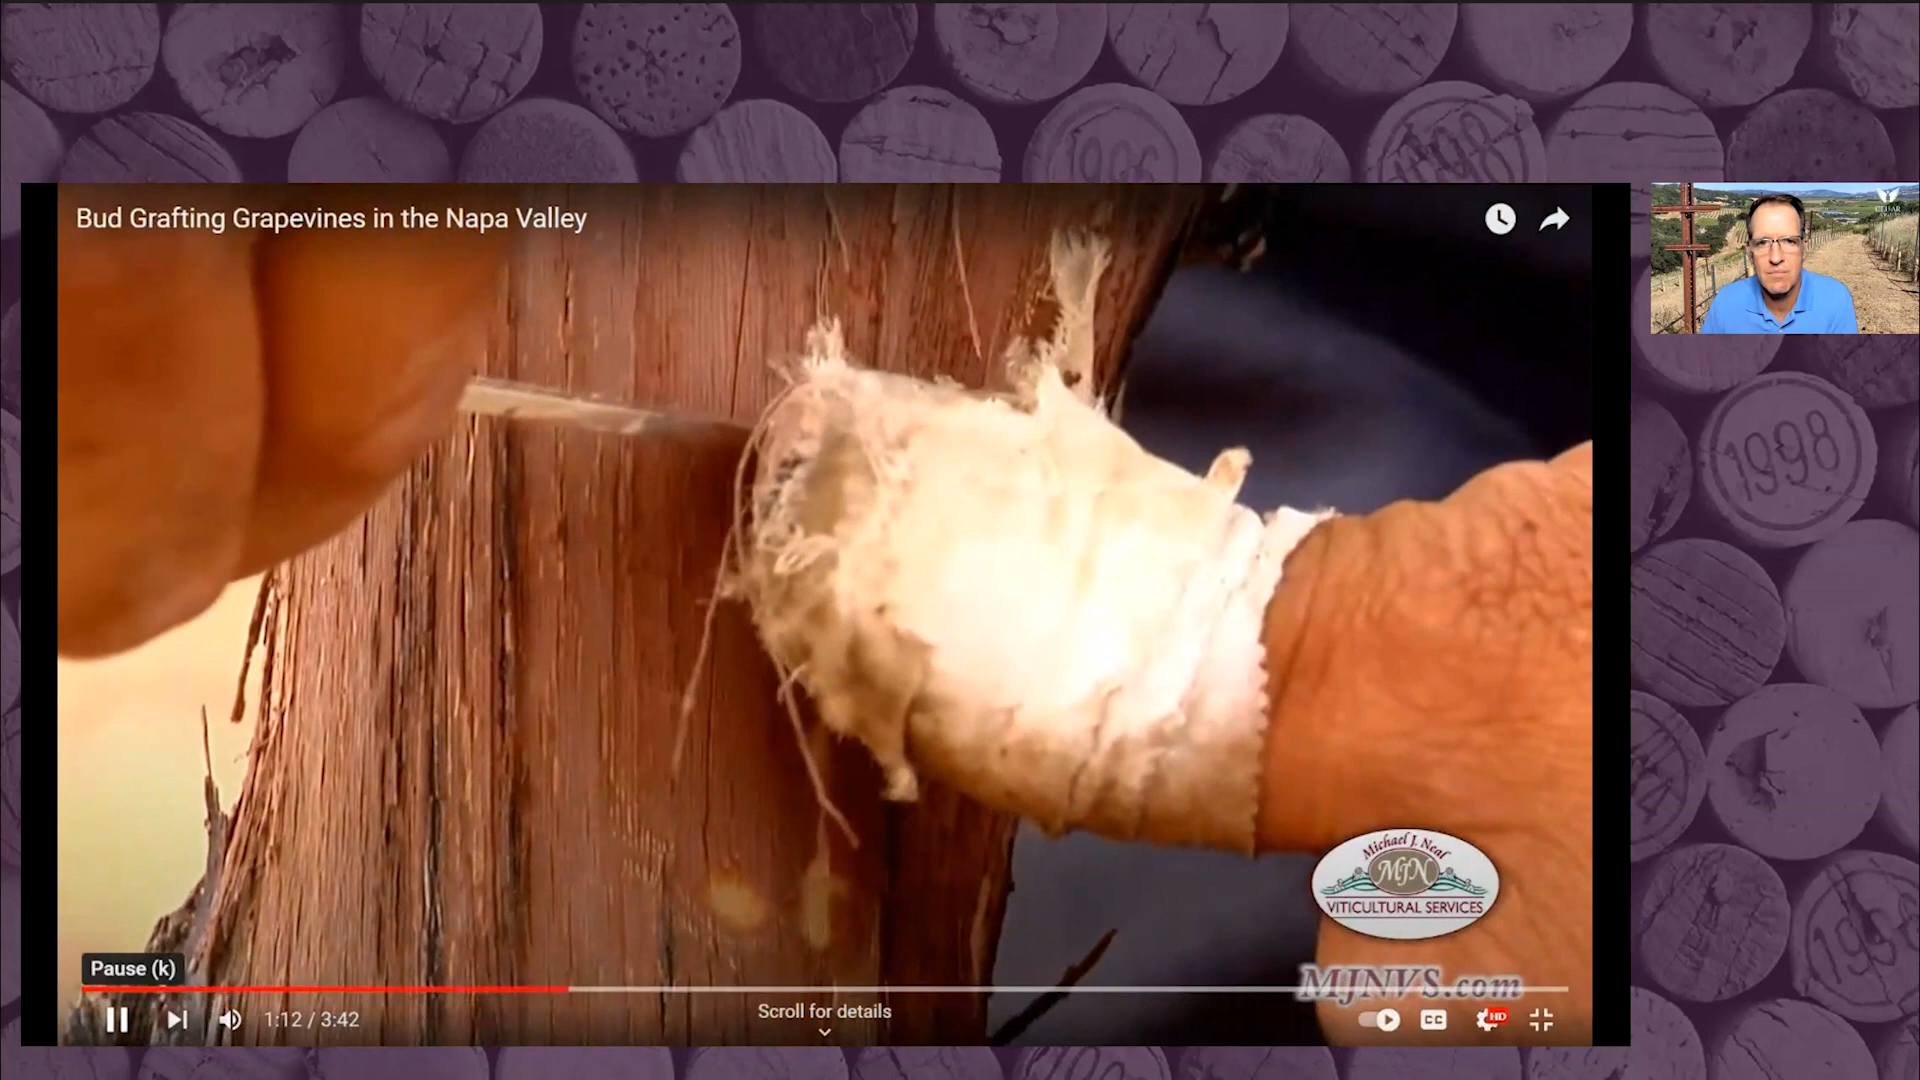 Bud Grafting Grapevines in the Napa Valley
1998
1998
Michael J. Neal
MJN
VITICULTURAL SERVICES
MJNVS.com
Pause (k)
1:12 / 3:42
Scroll for details
CC
HD